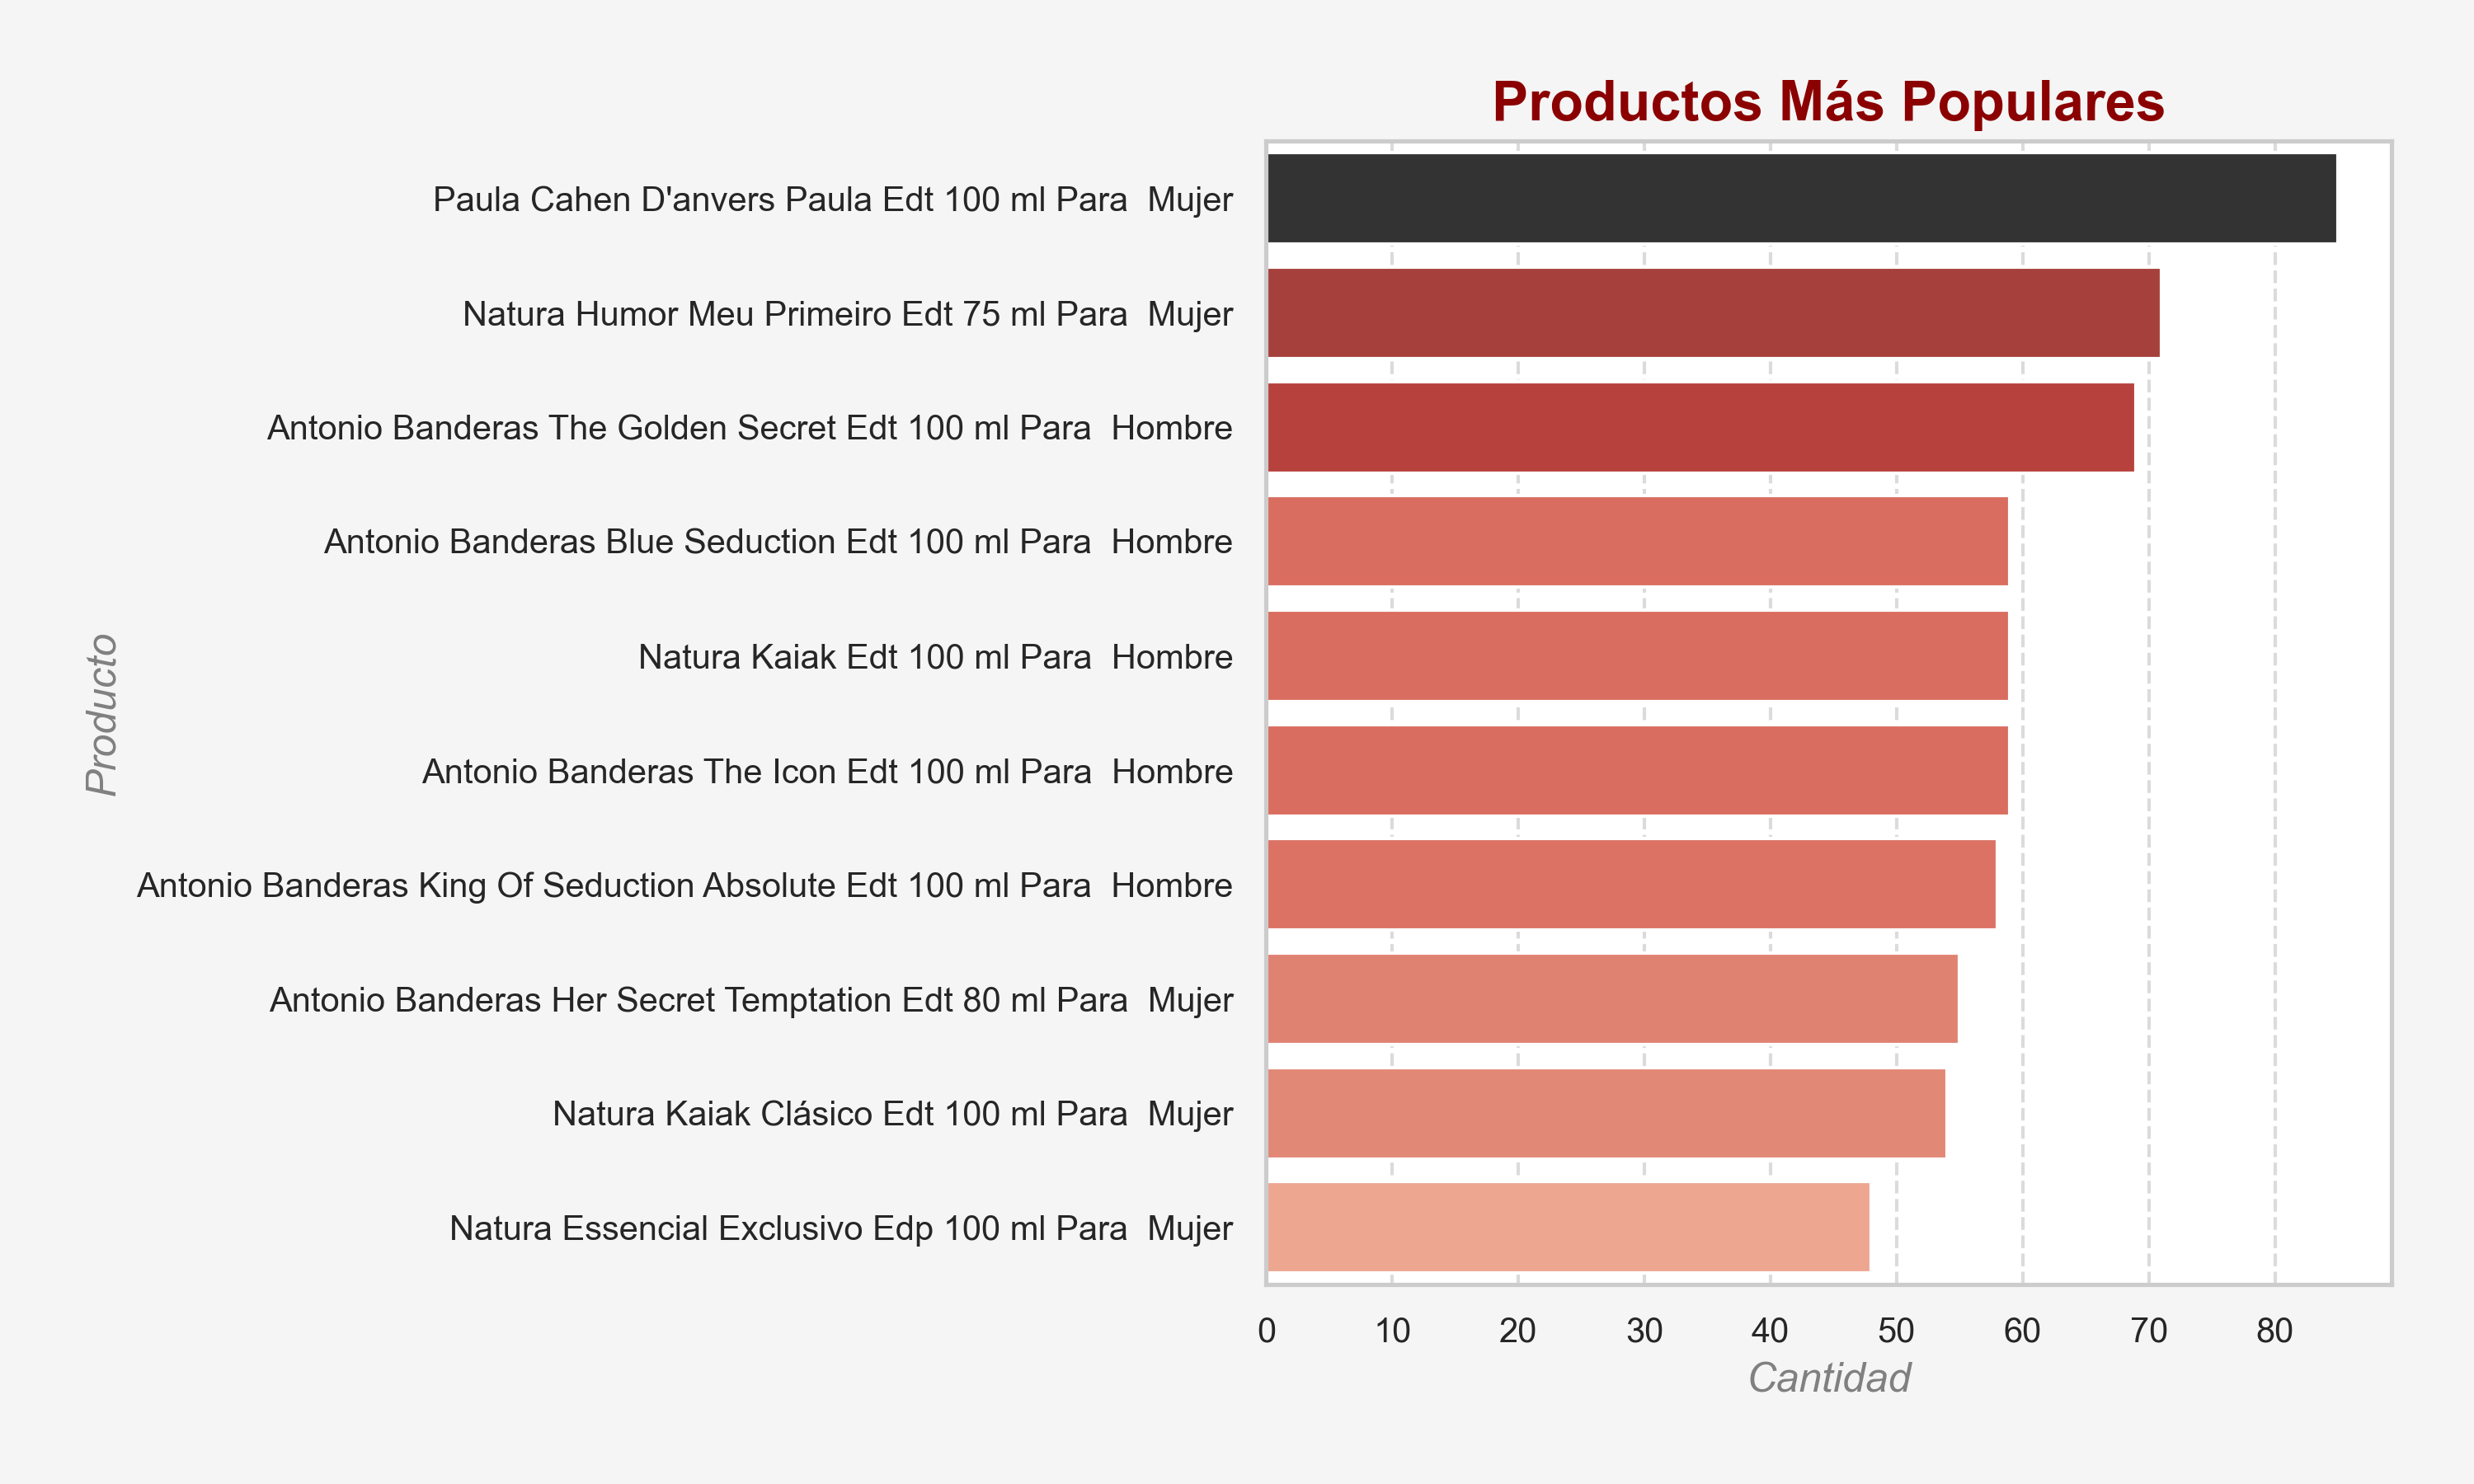 Productos Más Populares
Paula Cahen D'anvers Paula Edt 100 ml Para  Mujer
Natura Humor Meu Primeiro Edt 75 ml Para  Mujer
Antonio Banderas The Golden Secret Edt 100 ml Para  Hombre
Antonio Banderas Blue Seduction Edt 100 ml Para  Hombre
Natura Kaiak Edt 100 ml Para  Hombre
Antonio Banderas The Icon Edt 100 ml Para  Hombre
Antonio Banderas King Of Seduction Absolute Edt 100 ml Para  Hombre
Antonio Banderas Her Secret Temptation Edt 80 ml Para  Mujer
Natura Kaiak Clásico Edt 100 ml Para  Mujer
Natura Essencial Exclusivo Edp 100 ml Para  Mujer
Producto
0 10 20 30 40 50 60 70 80
Cantidad